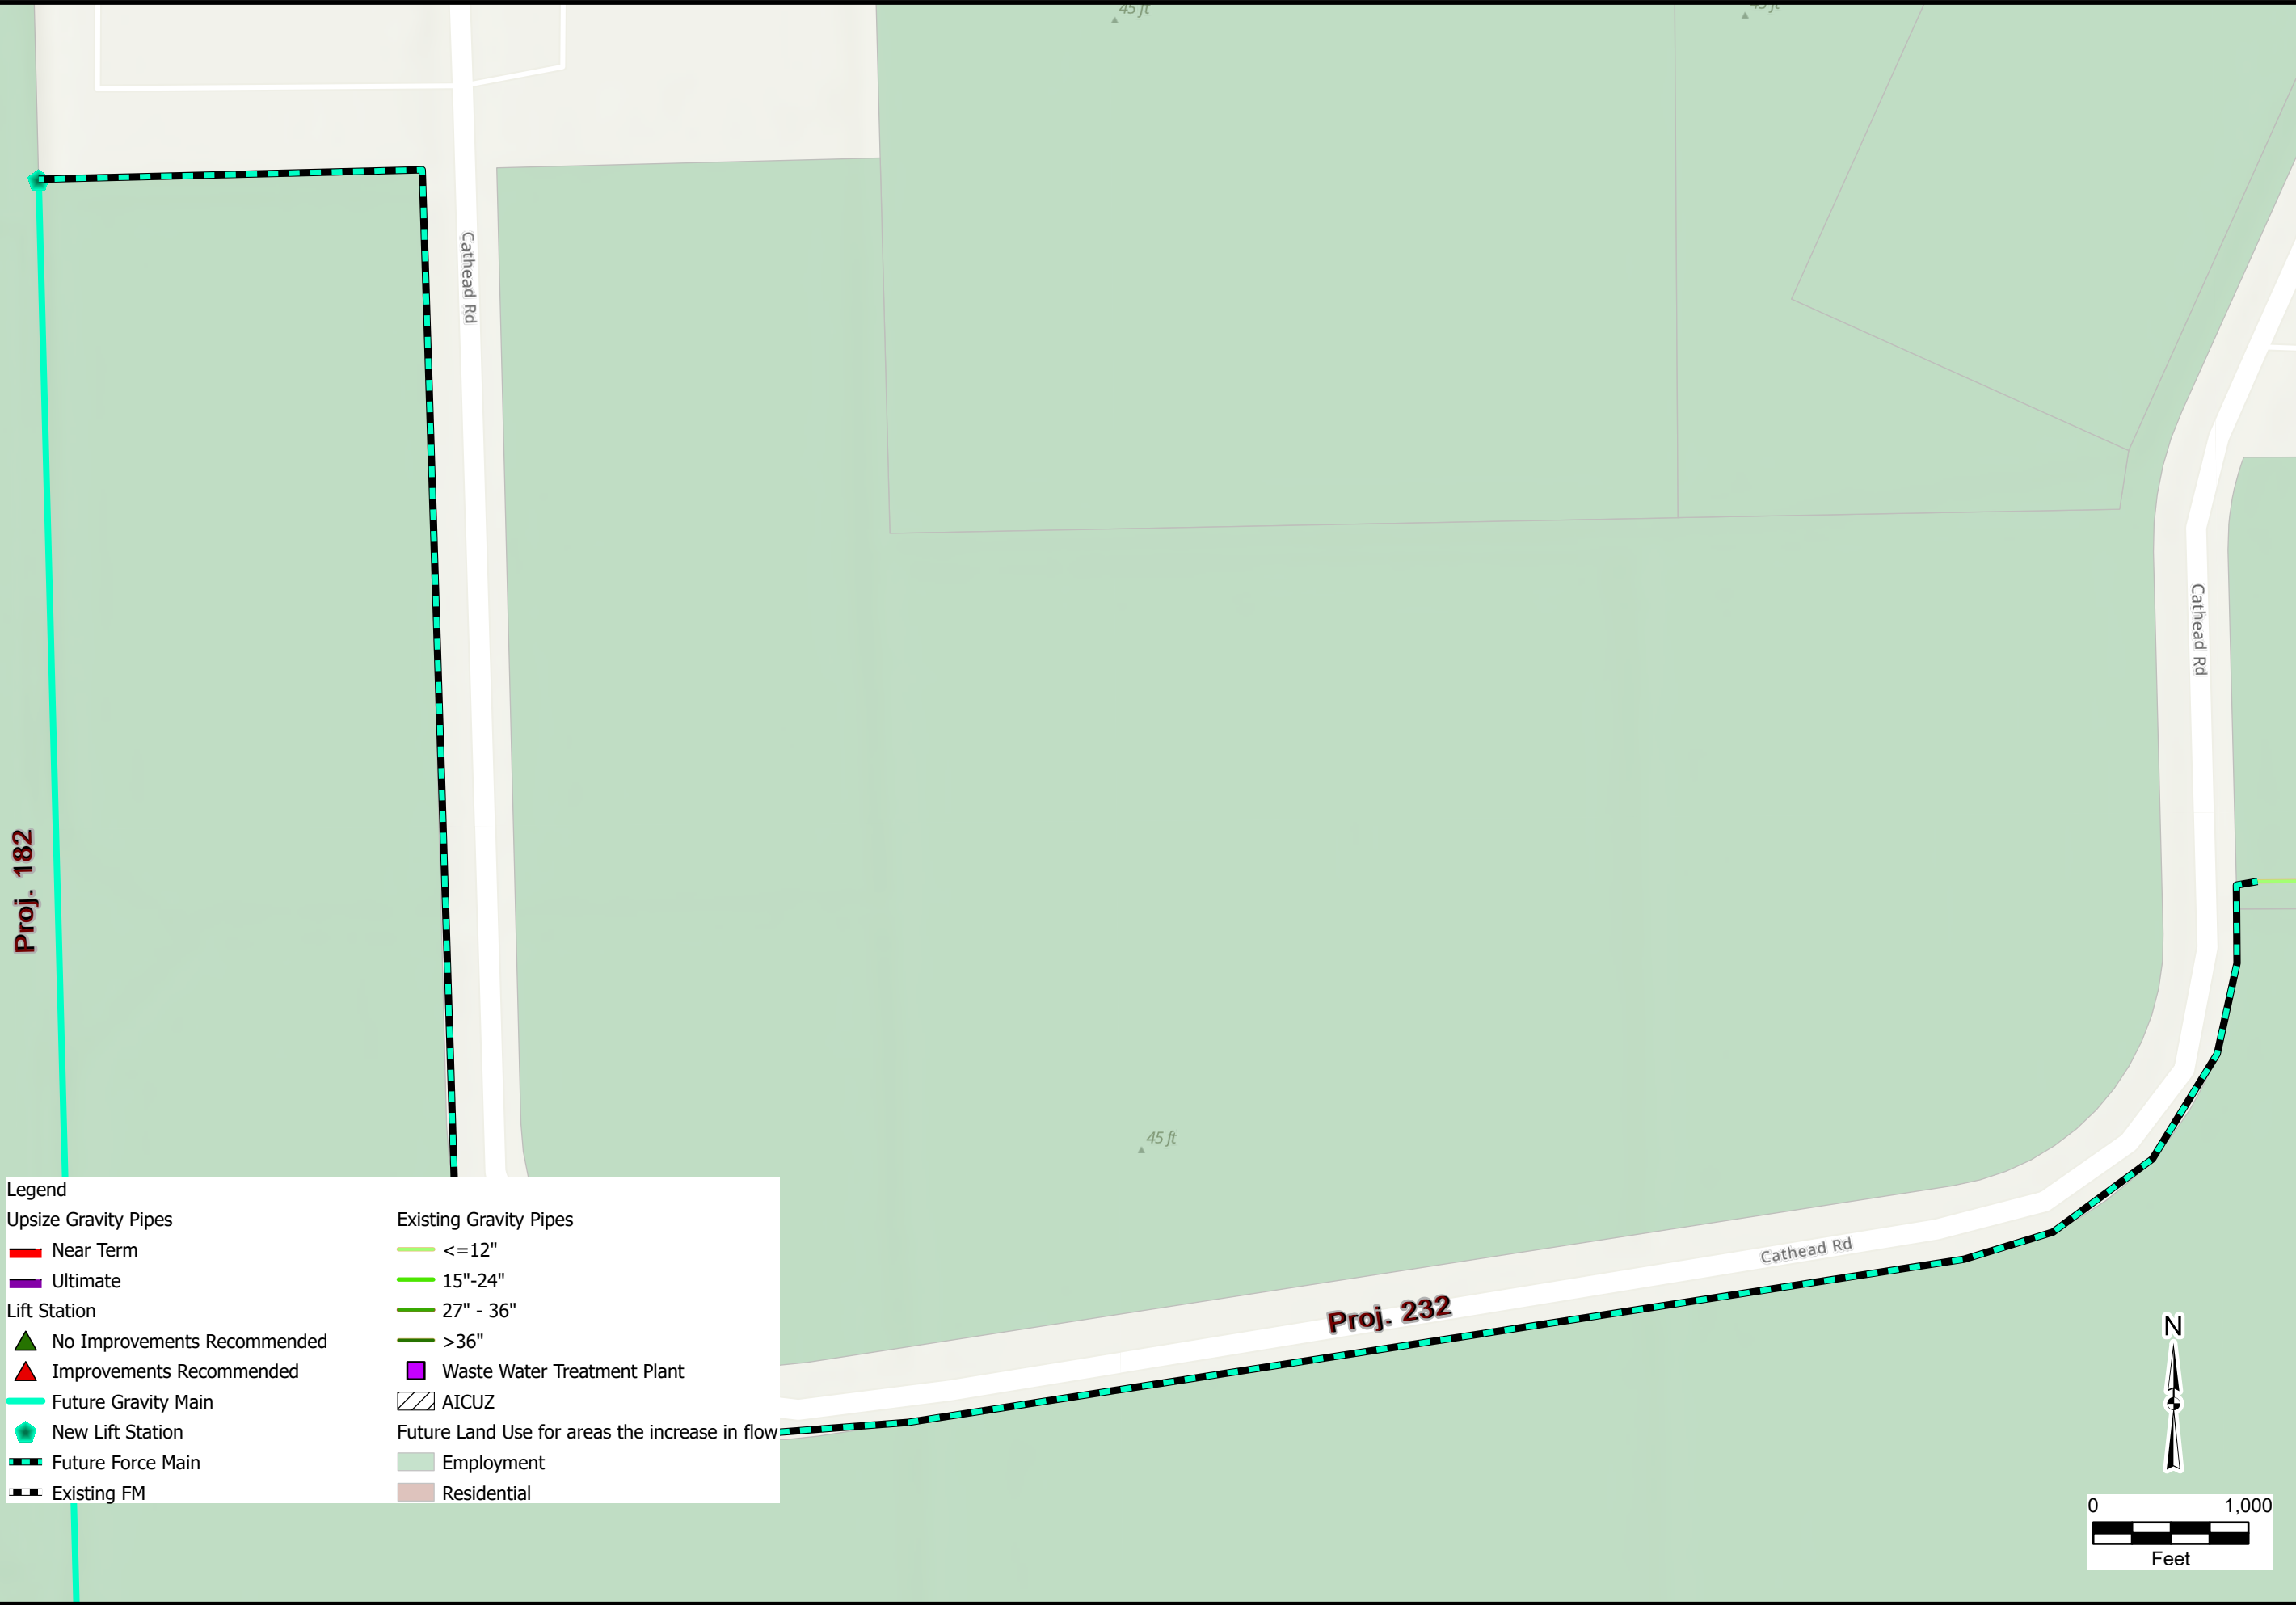 45 ft
45 ft
Cathead Rd
Cathead Rd
Proj. 182
45 ft
Cathead Rd
Proj. 232
Legend
Upsize Gravity Pipes
Near Term
Ultimate
Lift Station
No Improvements Recommended
Improvements Recommended
Future Gravity Main
New Lift Station
Future Force Main
Existing FM
Existing Gravity Pipes
<=12"
15"-24"
27" - 36"
>36"
Waste Water Treatment Plant
AICUZ
Future Land Use for areas the increase in flow
Employment
Residential
N
0 1,000
Feet